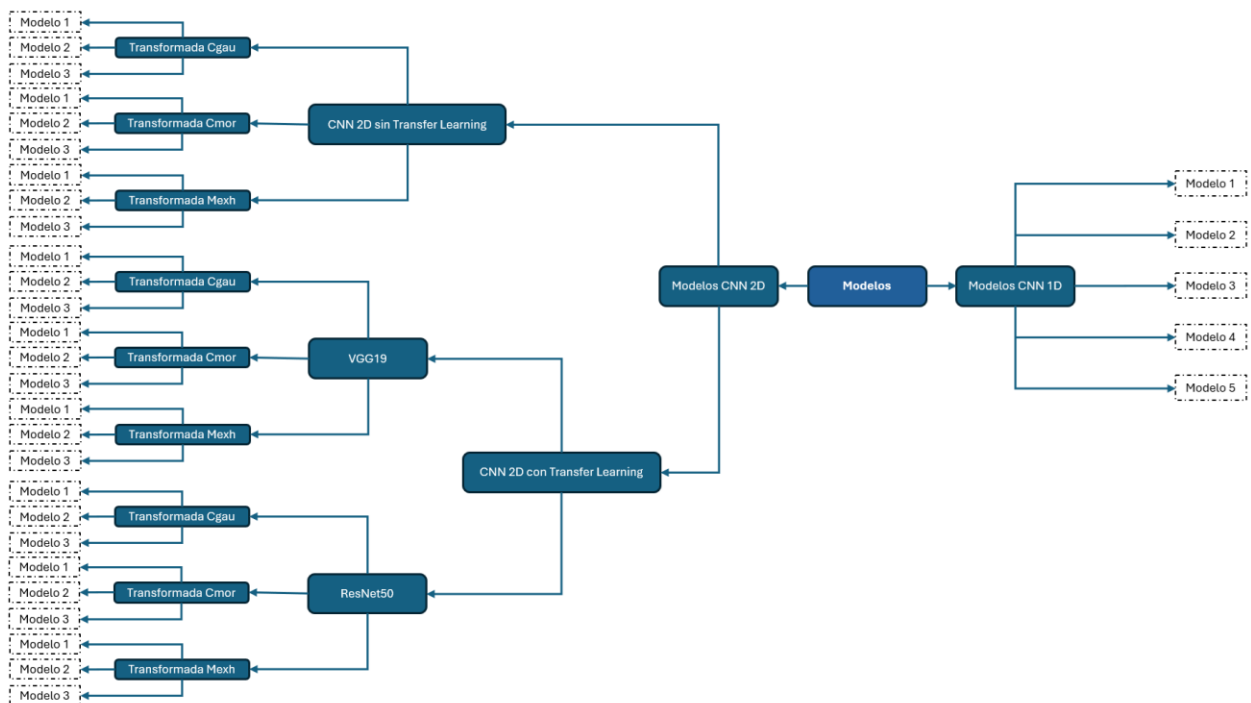 Modelo 1
Transformada Cgau
Modelo 2
Modelo 3
Modelo 1
Transformada Cmor
Modelo 2
Modelo 3
Modelo 1
Transformada Mexh
Modelo 2
Modelo 3
CNN 2D sin Transfer Learning
Modelo 1
Transformada Cgau
Modelo 2
Modelo 3
Modelo 1
Transformada Cmor
Modelo 2
Modelo 3
Modelo 1
Transformada Mexh
Modelo 2
Modelo 3
VGG19
Modelo 1
Transformada Cgau
Modelo 2
Modelo 3
Modelo 1
Transformada Cmor
Modelo 2
Modelo 3
Modelo 1
Transformada Mexh
Modelo 2
Modelo 3
ResNet50
CNN 2D con Transfer Learning
Modelos CNN 2D
Modelos
Modelos CNN 1D
Modelo 1
Modelo 2
Modelo 3
Modelo 4
Modelo 5